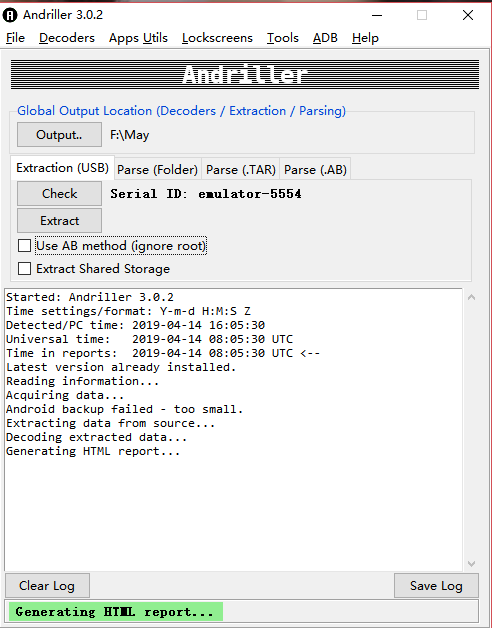 Andriller 3.0.2
File Decoders Apps Utils Lockscreens Tools ADB Help
Andriller
Global Output Location (Decoders / Extraction / Parsing)
Output.. F:\May
Extraction (USB) Parse (Folder) Parse (.TAR) Parse (.AB)
Check Serial ID: emulator-5554
Extract
Use AB method (ignore root)
Extract Shared Storage
Started: Andriller 3.0.2
Time settings/format: Y-m-d H:M:S Z
Detected/PC time: 2019-04-14 16:05:30
Universal time: 2019-04-14 08:05:30 UTC
Time in reports: 2019-04-14 08:05:30 UTC <--
Latest version already installed.
Reading information...
Acquiring data...
Android backup failed - too small.
Extracting data from source...
Decoding extracted data...
Generating HTML report...
Clear Log Save Log
Generating HTML report...